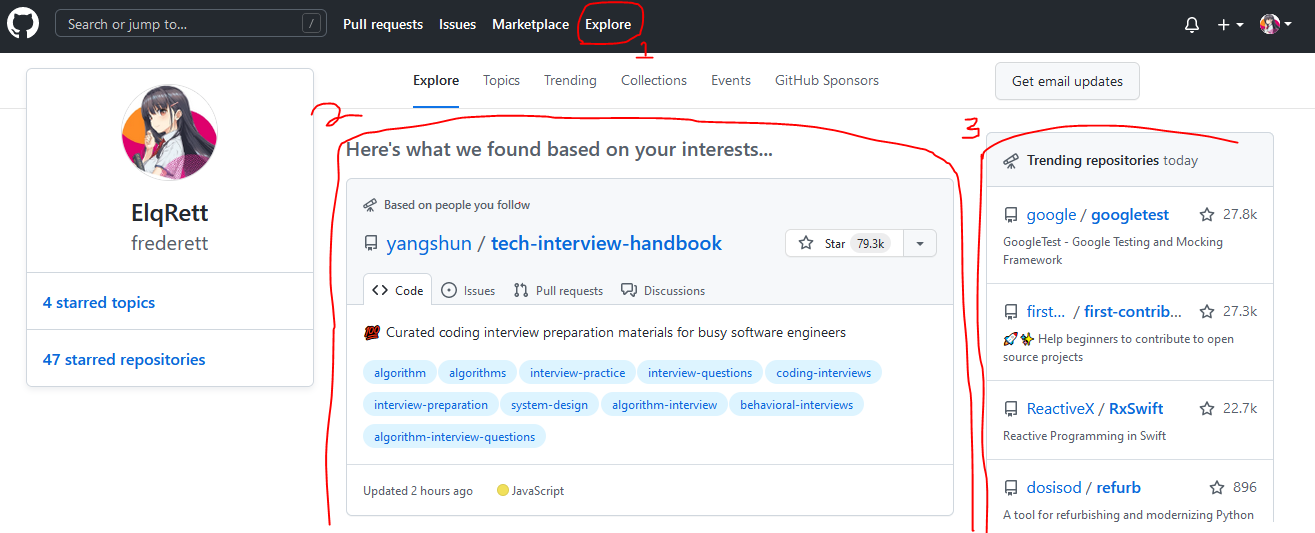 Search or jump to... / Pull requests Issues Marketplace Explore
1
Explore Topics Trending Collections Events GitHub Sponsors Get email updates
ElqRett
frederett
4 starred topics
47 starred repositories
2
Here's what we found based on your interests...
Based on people you follow
yangshun / tech-interview-handbook Star 79.3k
Code Issues Pull requests Discussions
💯 Curated coding interview preparation materials for busy software engineers
algorithm algorithms interview-practice interview-questions coding-interviews
interview-preparation system-design algorithm-interview behavioral-interviews
algorithm-interview-questions
Updated 2 hours ago JavaScript
3
Trending repositories today
google / googletest 27.8k
GoogleTest - Google Testing and Mocking
Framework
first... / first-contrib... 27.3k
🚀✨ Help beginners to contribute to open
source projects
ReactiveX / RxSwift 22.7k
Reactive Programming in Swift
dosisod / refurb 896
A tool for refurbishing and modernizing Python